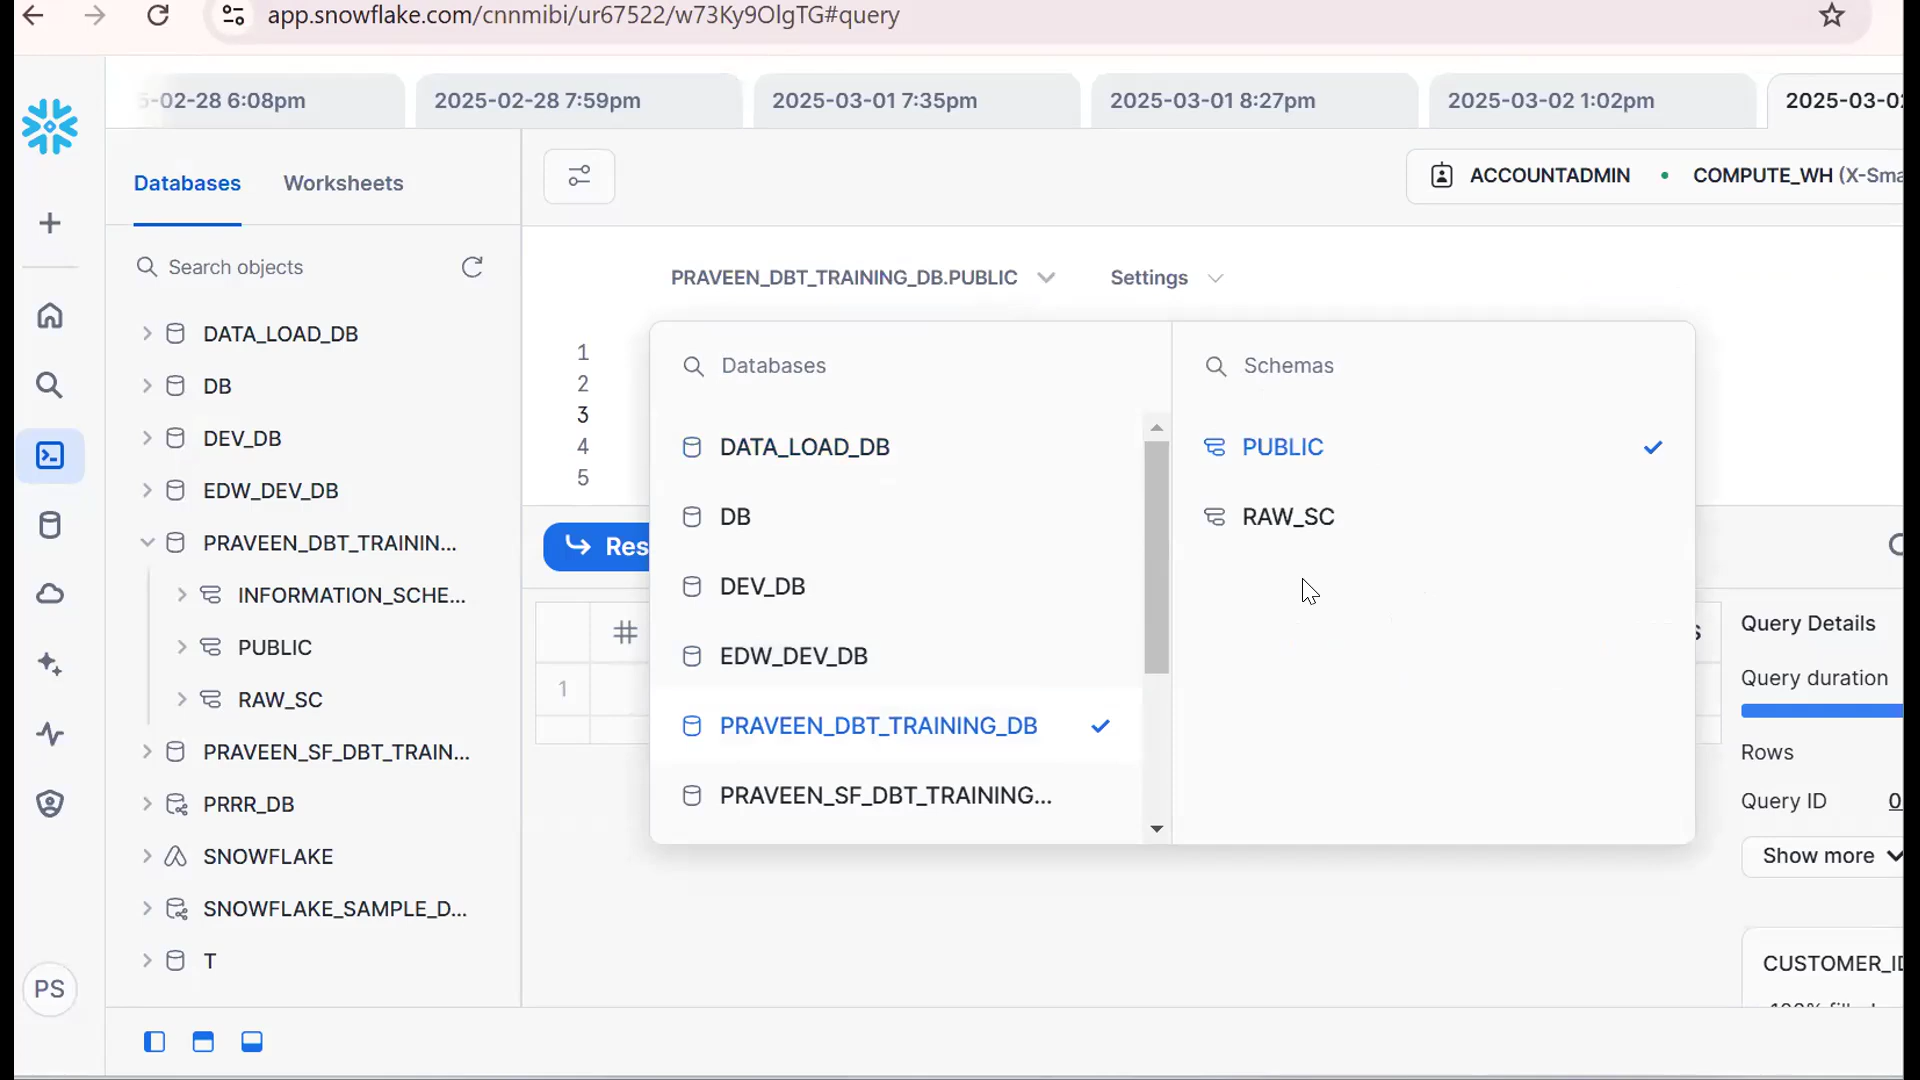 app.snowflake.com/cnnmibi/ur67522/w73Ky9OlgTG#query
5-02-28 6:08pm
2025-02-28 7:59pm
2025-03-01 7:35pm
2025-03-01 8:27pm
2025-03-02 1:02pm
2025-03-02
Databases
Worksheets
ACCOUNTADMIN
COMPUTE_WH (X-Sma
Search objects
PRAVEEN_DBT_TRAINING_DB.PUBLIC
Settings
DATA_LOAD_DB
DB
DEV_DB
EDW_DEV_DB
PRAVEEN_DBT_TRAININ...
INFORMATION_SCHE...
PUBLIC
RAW_SC
PRAVEEN_SF_DBT_TRAIN...
PRRR_DB
SNOWFLAKE
SNOWFLAKE_SAMPLE_D...
T
PS
1
2
3
4
5
Databases
DATA_LOAD_DB
DB
DEV_DB
EDW_DEV_DB
PRAVEEN_DBT_TRAINING_DB
PRAVEEN_SF_DBT_TRAINING...
Schemas
PUBLIC
RAW_SC
Res
#
1
S
Query Details
Query duration
Rows
Query ID
0
Show more
CUSTOMER_ID